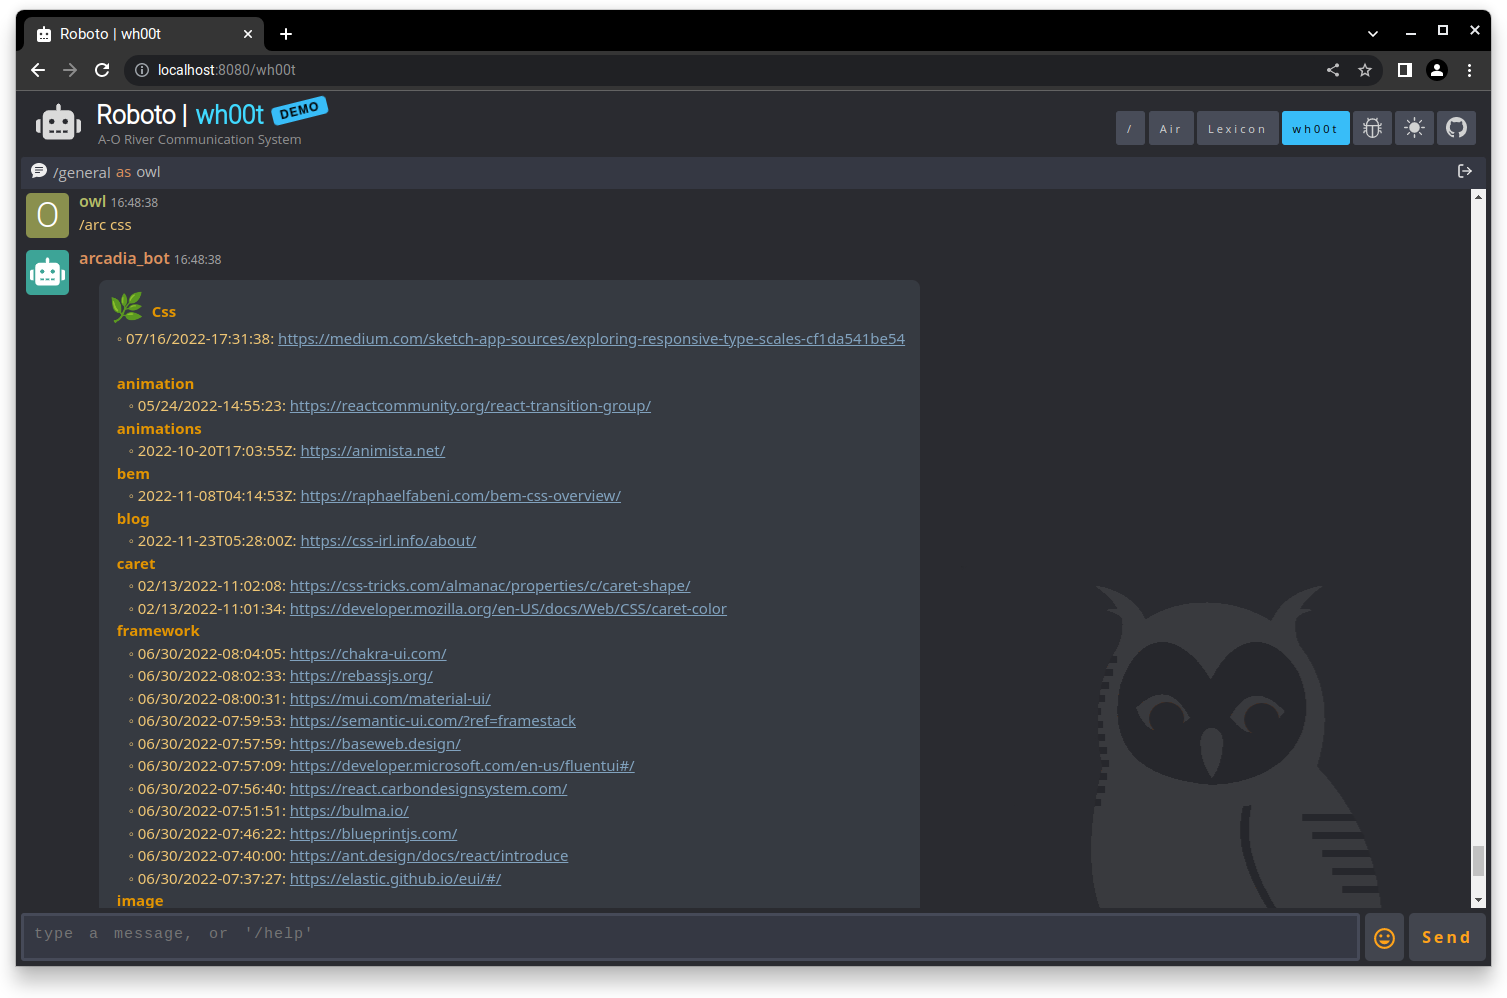 Roboto | wh00t
localhost:8080/wh00t
Roboto | wh00t DEMO
A-O River Communication System
/ Air Lexicon wh00t
/general as owl
O
owl 16:48:38
/arc css
arcadia_bot 16:48:38
Css
◦ 07/16/2022-17:31:38: https://medium.com/sketch-app-sources/exploring-responsive-type-scales-cf1da541be54
animation
◦ 05/24/2022-14:55:23: https://reactcommunity.org/react-transition-group/
animations
◦ 2022-10-20T17:03:55Z: https://animista.net/
bem
◦ 2022-11-08T04:14:53Z: https://raphaelfabeni.com/bem-css-overview/
blog
◦ 2022-11-23T05:28:00Z: https://css-irl.info/about/
caret
◦ 02/13/2022-11:02:08: https://css-tricks.com/almanac/properties/c/caret-shape/
◦ 02/13/2022-11:01:34: https://developer.mozilla.org/en-US/docs/Web/CSS/caret-color
framework
◦ 06/30/2022-08:04:05: https://chakra-ui.com/
◦ 06/30/2022-08:02:33: https://rebassjs.org/
◦ 06/30/2022-08:00:31: https://mui.com/material-ui/
◦ 06/30/2022-07:59:53: https://semantic-ui.com/?ref=framestack
◦ 06/30/2022-07:57:59: https://baseweb.design/
◦ 06/30/2022-07:57:09: https://developer.microsoft.com/en-us/fluentui#/
◦ 06/30/2022-07:56:40: https://react.carbondesignsystem.com/
◦ 06/30/2022-07:51:51: https://bulma.io/
◦ 06/30/2022-07:46:22: https://blueprintjs.com/
◦ 06/30/2022-07:40:00: https://ant.design/docs/react/introduce
◦ 06/30/2022-07:37:27: https://elastic.github.io/eui/#/
image
type a message, or '/help'
Send